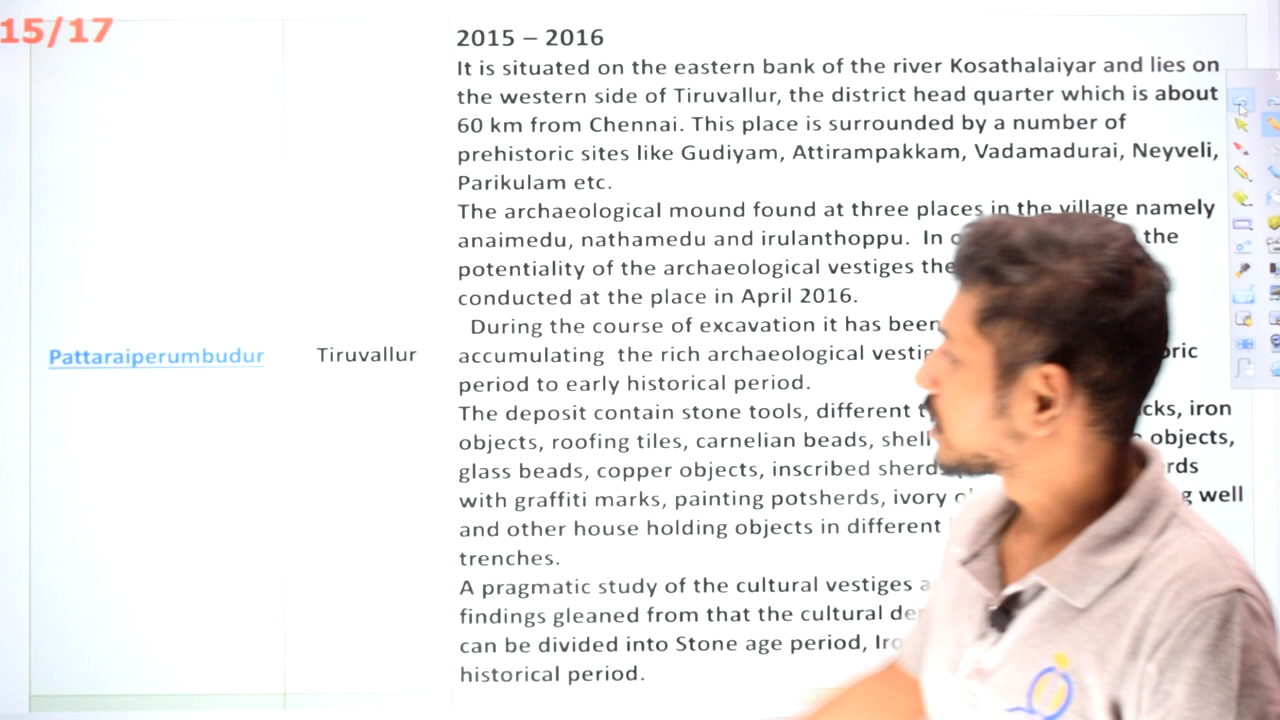 15/17
2015 – 2016
It is situated on the eastern bank of the river Kosathalaiyar and lies on
the western side of Tiruvallur, the district head quarter which is about
60 km from Chennai. This place is surrounded by a number of
prehistoric sites like Gudiyam, Attirampakkam, Vadamadurai, Neyveli,
Parikulam etc.
The archaeological mound found at three places in the village namely
anaimedu, nathamedu and irulanthoppu. In the
potentiality of the archaeological vestiges
conducted at the place in April 2016.
During the course of excavation it has been
Pattaraiperumbudur
Tiruvallur
accumulating the rich archaeological
period to early historical period.
The deposit contain stone tools, different iron
objects, roofing tiles, carnelian beads, shell objects,
glass beads, copper objects, inscribed
with graffiti marks, painting potsherds, ivory well
and other house holding objects in different
trenches.
A pragmatic study of the cultural vestiges
findings gleaned from that the cultural
can be divided into Stone age period,
historical period.